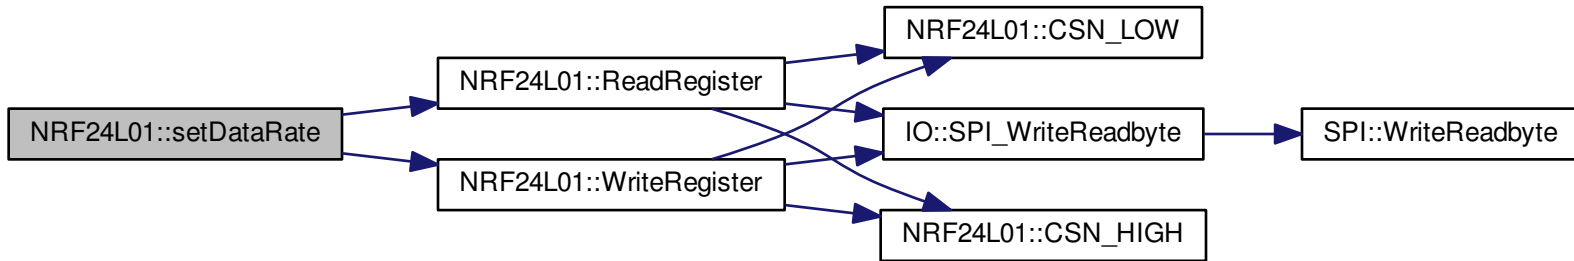 NRF24L01::setDataRate
NRF24L01::ReadRegister
NRF24L01::WriteRegister
NRF24L01::CSN_LOW
IO::SPI_WriteReadbyte
NRF24L01::CSN_HIGH
SPI::WriteReadbyte